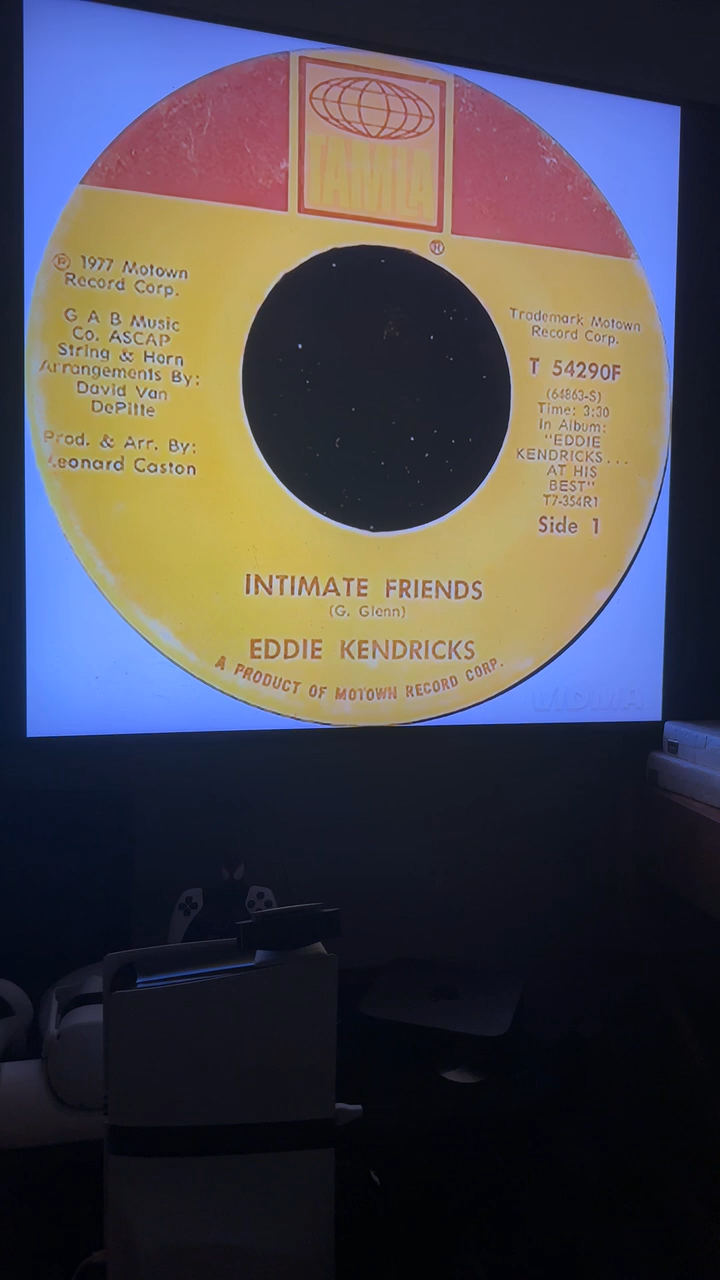 TAMLA
®
℗ 1977 Motown
Record Corp.
G A B Music
Co. ASCAP
String & Horn
Arrangements By:
David Van
DePitte
Prod. & Arr. By:
Leonard Caston
Trademark Motown
Record Corp.
T 54290F
(64863-S)
Time: 3:30
In Album:
"EDDIE
KENDRICKS...
AT HIS
BEST"
T7-354R1
Side 1
INTIMATE FRIENDS
(G. Glenn)
EDDIE KENDRICKS
A PRODUCT OF MOTOWN RECORD CORP.
VIDMA